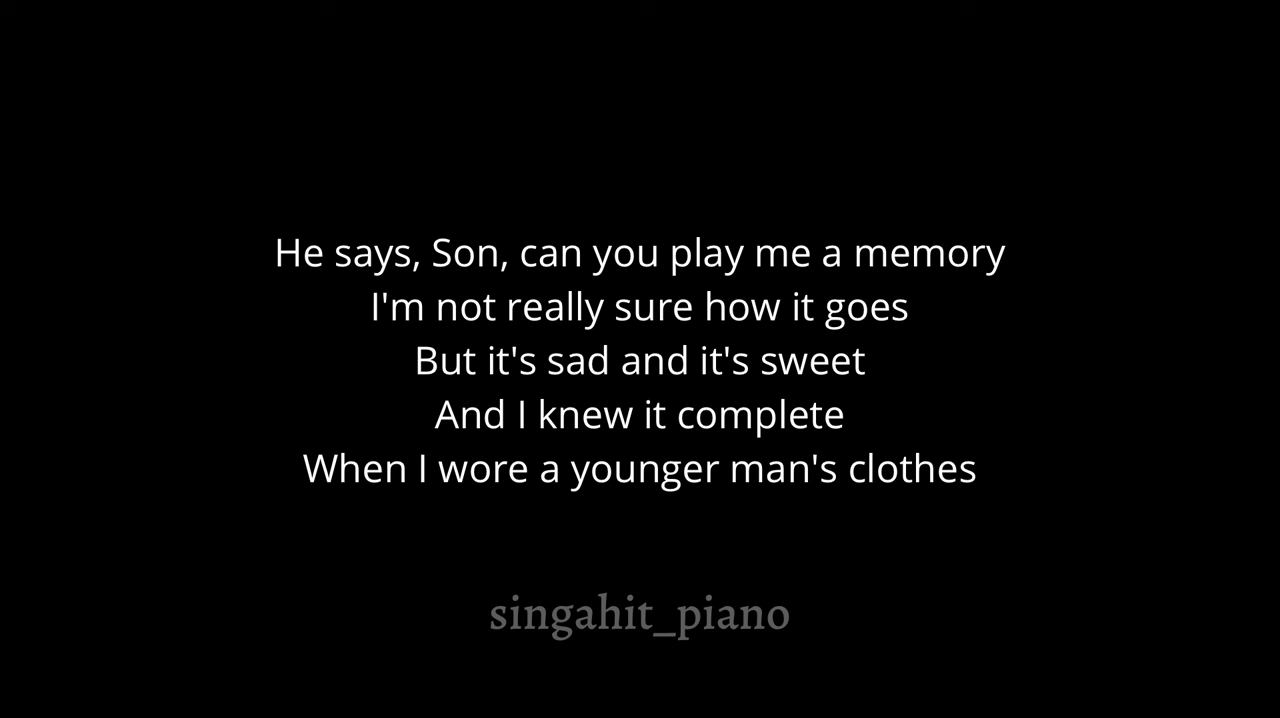 He says, Son, can you play me a memory
I'm not really sure how it goes
But it's sad and it's sweet
And I knew it complete
When I wore a younger man's clothes
singahit_piano